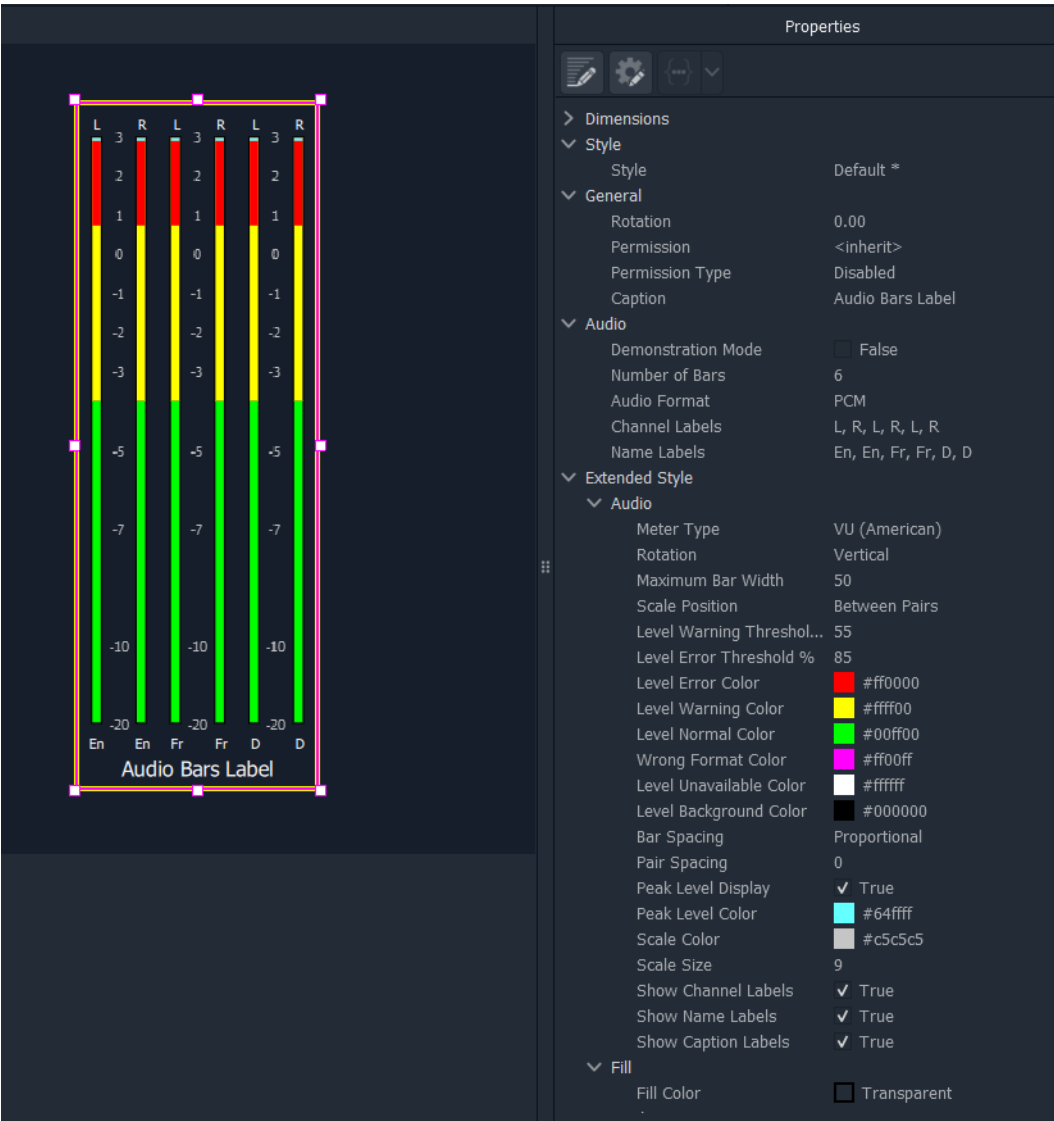 L R L R L R
3 3 3
2 2 2
1 1 1
0 0 0
-1 -1 -1
-2 -2 -2
-3 -3 -3
-5 -5 -5
-7 -7 -7
-10 -10 -10
-20 -20 -20
En En Fr Fr D D
Audio Bars Label
Properties
Dimensions
Style
Style Default *
General
Rotation 0.00
Permission <inherit>
Permission Type Disabled
Caption Audio Bars Label
Audio
Demonstration Mode False
Number of Bars 6
Audio Format PCM
Channel Labels L, R, L, R, L, R
Name Labels En, En, Fr, Fr, D, D
Extended Style
Audio
Meter Type VU (American)
Rotation Vertical
Maximum Bar Width 50
Scale Position Between Pairs
Level Warning Threshol... 55
Level Error Threshold % 85
Level Error Color #ff0000
Level Warning Color #ffff00
Level Normal Color #00ff00
Wrong Format Color #ff00ff
Level Unavailable Color #ffffff
Level Background Color #000000
Bar Spacing Proportional
Pair Spacing 0
Peak Level Display True
Peak Level Color #64ffff
Scale Color #c5c5c5
Scale Size 9
Show Channel Labels True
Show Name Labels True
Show Caption Labels True
Fill
Fill Color Transparent